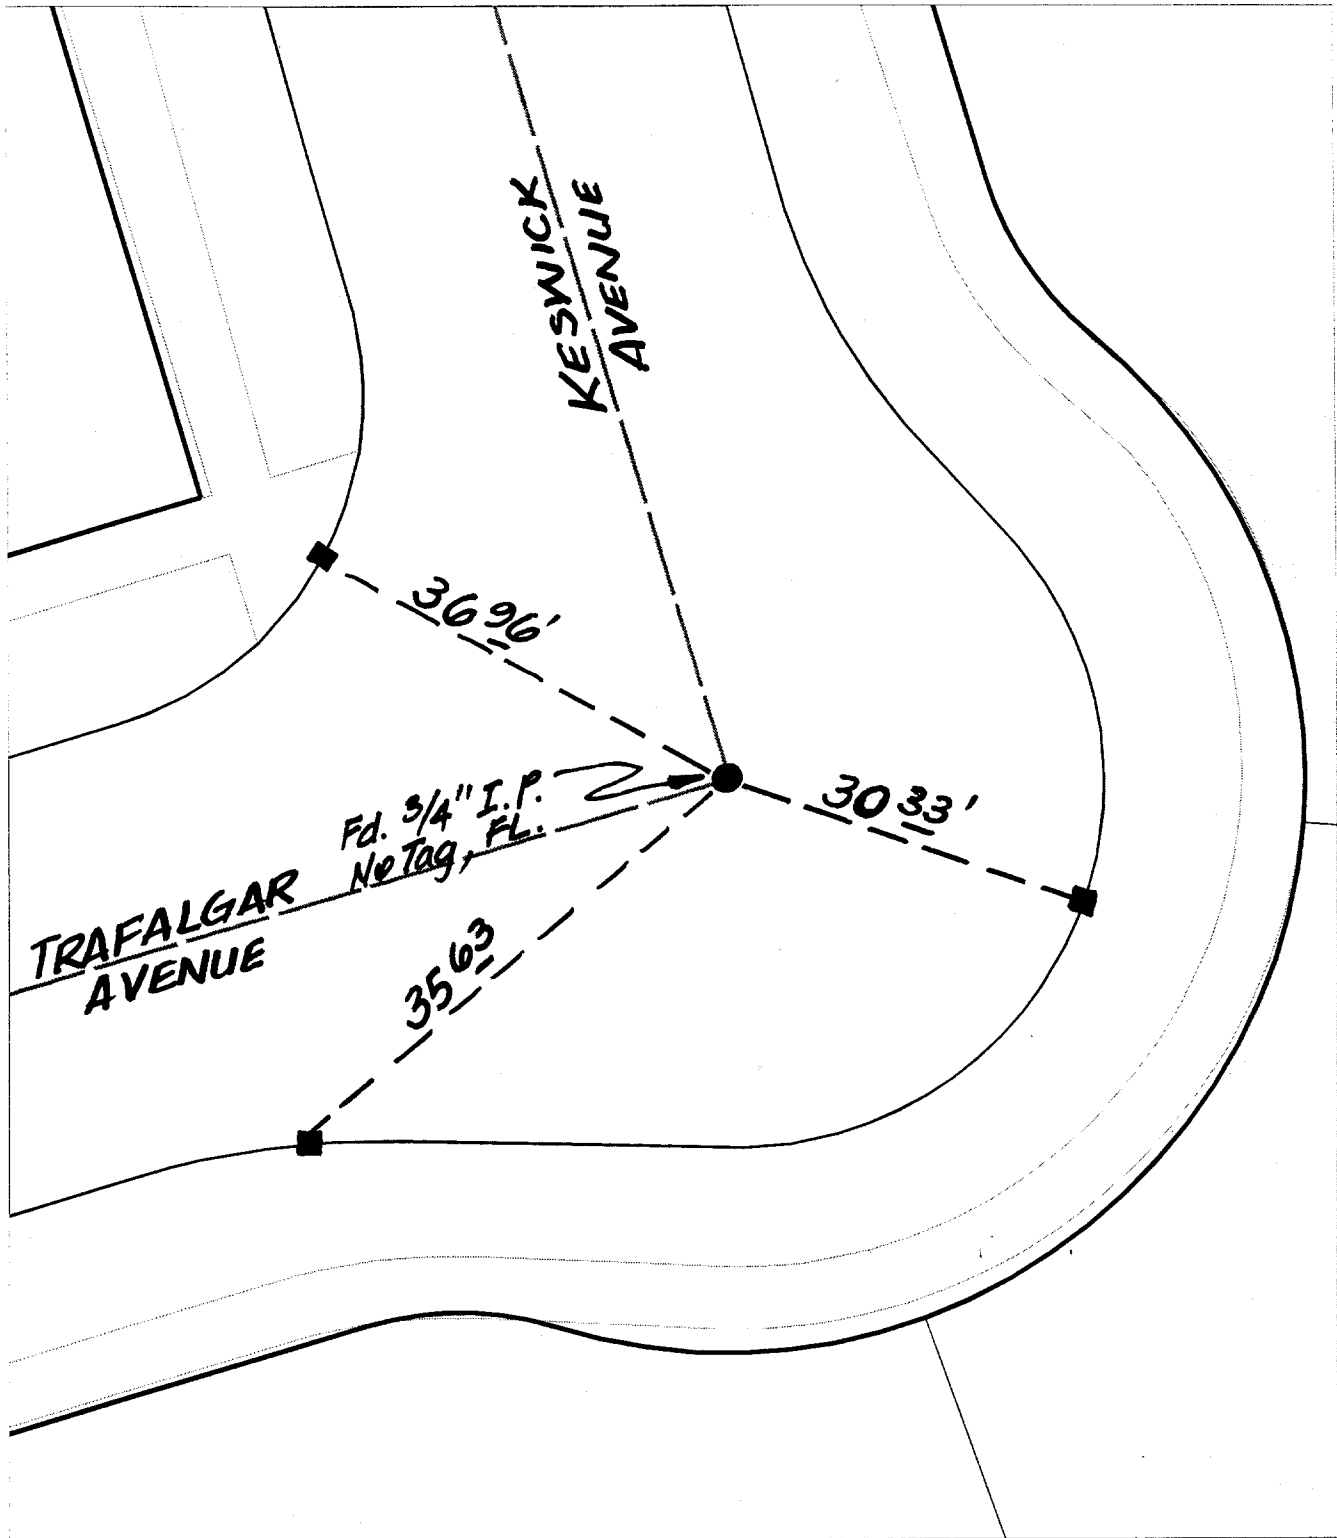 KESWICK
AVENUE
36 96'
Fd. 3/4" I.P.
No Tag, FL.
30 33'
TRAFALGAR
AVENUE
35 63